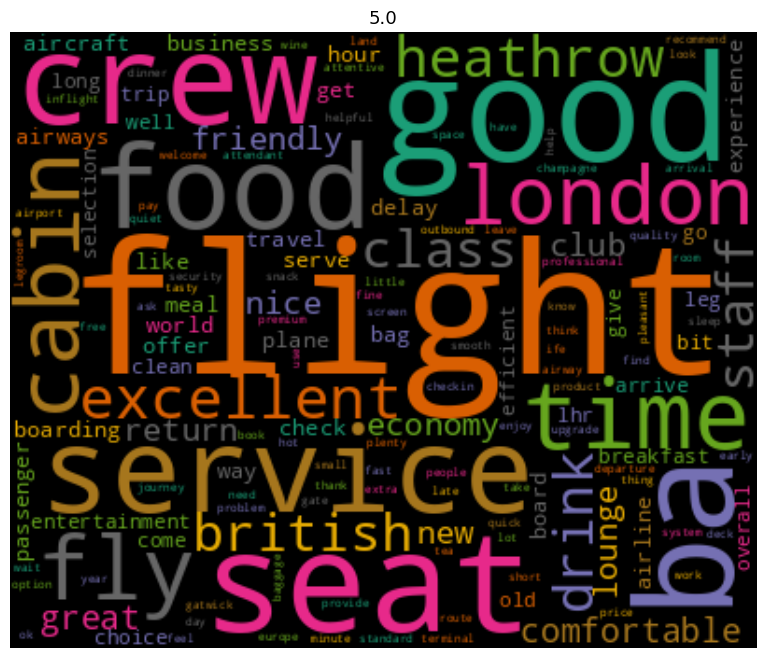 5.0
aircraft business wine hour land recommend
crew heathrow look
long trip get attentive good experience
inflight dinner
well helpful space have help
airways friendly
cabin food welcome attendant champagne arrival
selection london
airport pay quiet delay outbound leave quality go
legroom travel class club staff
like serve professional room
flight security snack little
tasty nice fine know give pleasant leg
free ask meal premium screen bag efficient think sleep
world plane smooth ife bit
offer use find
clean airway
excellent checkin product arrive
time lhr upgrade
boarding return book check economy enjoy
service hot plenty breakfast early
passenger way small fast people departure
journey need thank extra late take board drink thing
problem gate lounge airline ba overall
entertainment british new quick
come lot system deck
wait fly tea work
option year baggage seat short
great gatwick provide route old price
day
ok choice feel europe minute standard terminal comfortable